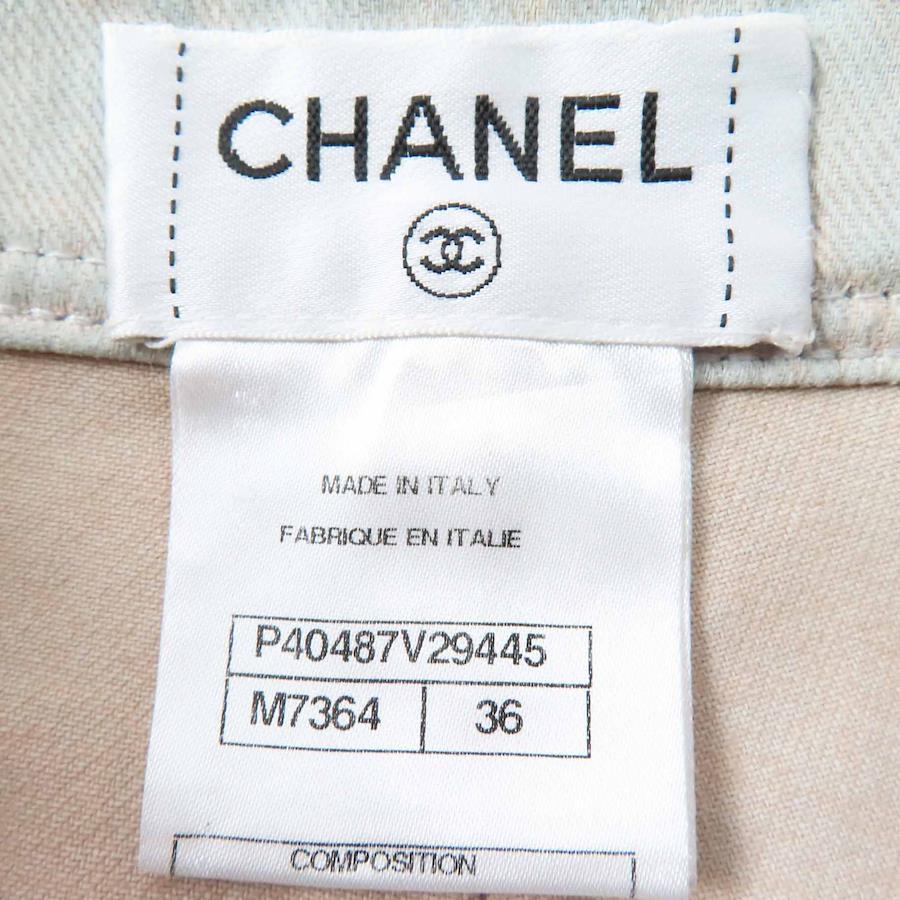 CHANEL
MADE IN ITALY
FABRIQUE EN ITALIE
P40487V29445
M7364 36
COMPOSITION